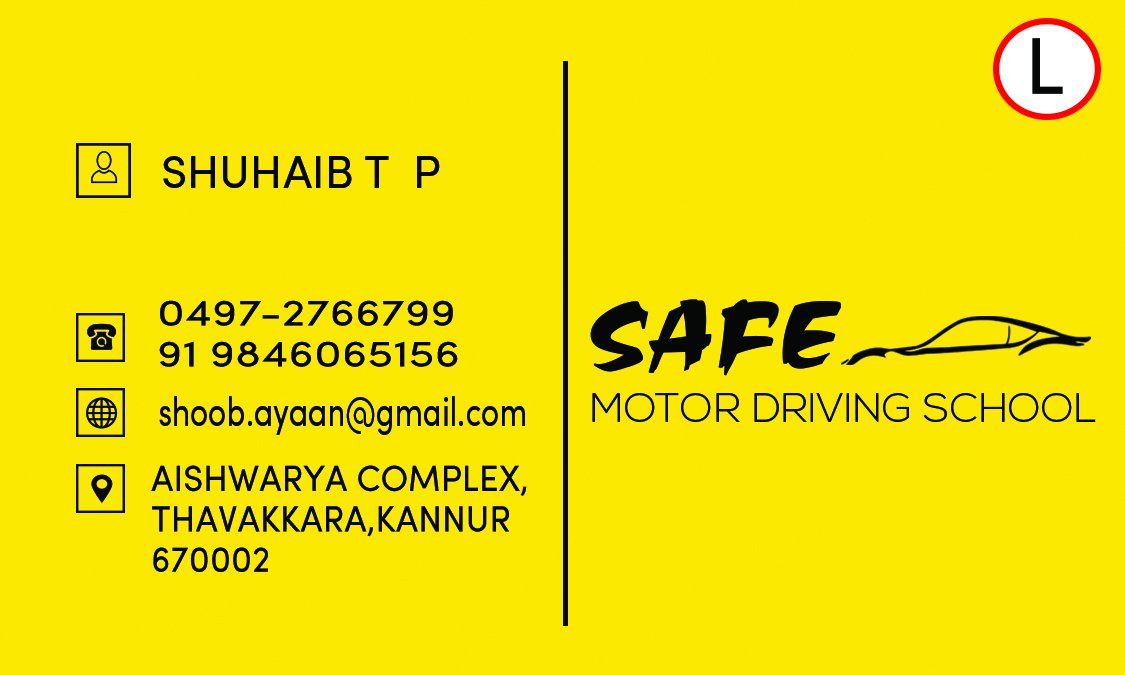 L
SHUHAIB T P
0497-2766799
91 9846065156
shoob.ayaan@gmail.com
AISHWARYA COMPLEX,
THAVAKKARA,KANNUR
670002
SAFE
MOTOR DRIVING SCHOOL